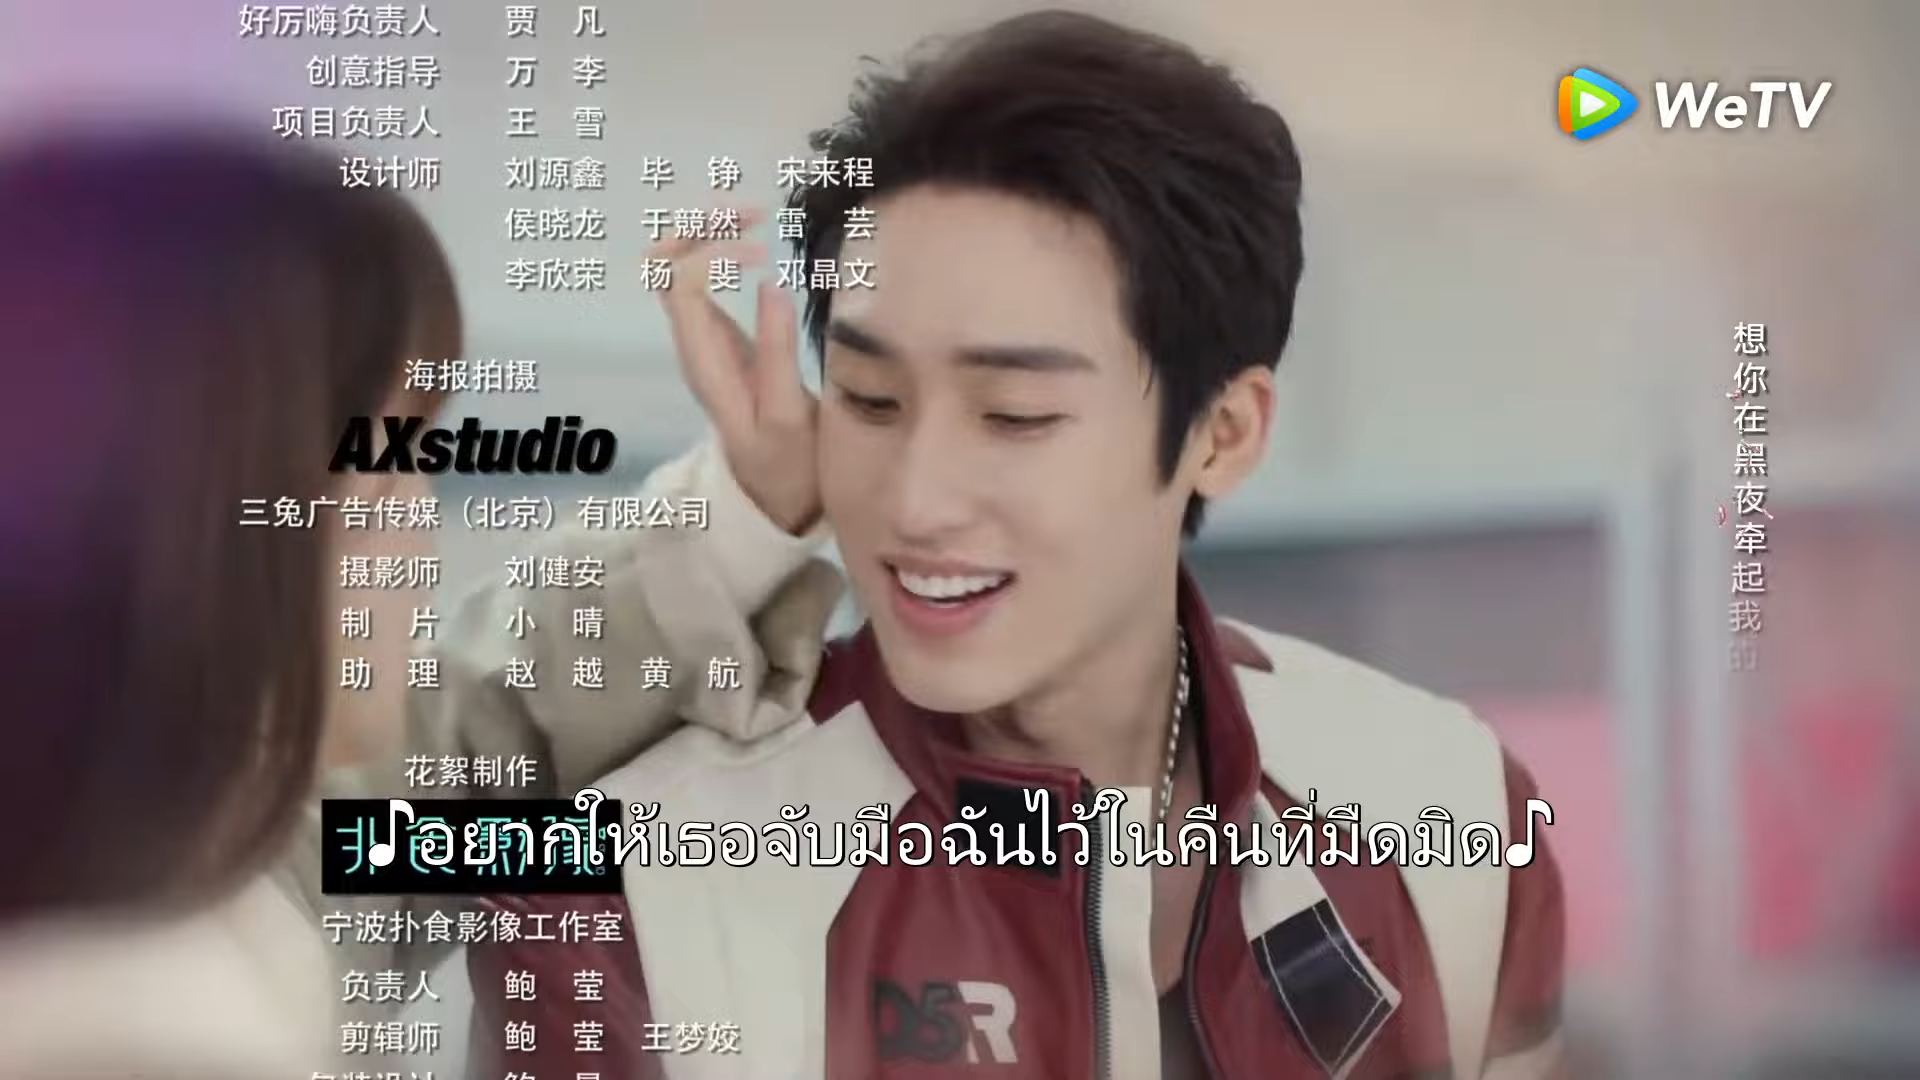 好厉嗨负责人 贾 凡
创意指导 万 李
项目负责人 王 雪
设计师 刘源鑫 毕 铮 宋来程
侯晓龙 于競然 雷 芸
李欣荣 杨 斐 邓晶文
海报拍摄
AXstudio
三兔广告传媒（北京）有限公司
摄影师 刘健安
制 片 小 晴
助 理 赵 越 黄 航
花絮制作
♪อยากให้เธอจับมือฉันไว้ในคืนที่มืดมิด♪
宁波扑食影像工作室
负责人 鲍 莹
剪辑师 鲍 莹 王梦姣
WeTV
想你在黑夜牵起我的
05R